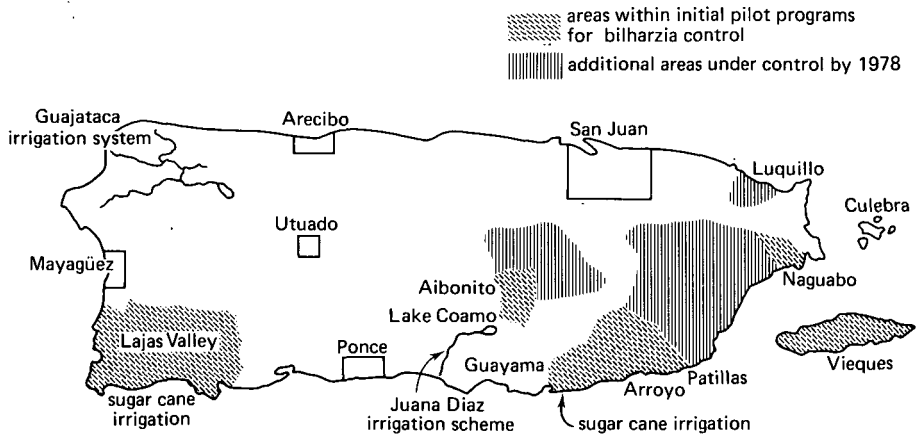 areas within initial pilot programs
for bilharzia control
additional areas under control by 1978
Guajataca
irrigation system
Arecibo
San Juan
Luquillo
Culebra
Utuado
Mayagüez
Naguabo
Aibonito
Lake Coamo
Lajas Valley
Ponce
Guayama
Vieques
Patillas
Arroyo
sugar cane
irrigation
Juana Diaz
irrigation scheme
sugar cane irrigation